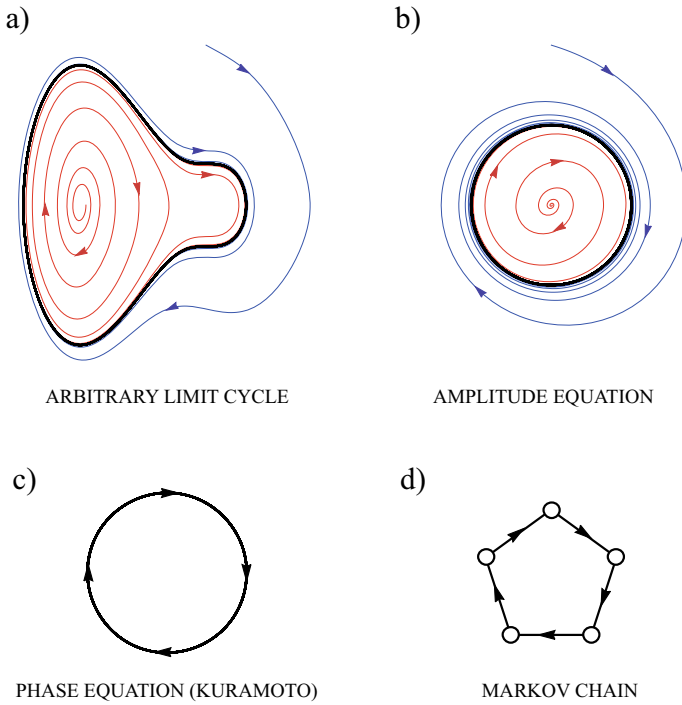 a)
b)
ARBITRARY LIMIT CYCLE
AMPLITUDE EQUATION
c)
d)
PHASE EQUATION (KURAMOTO)
MARKOV CHAIN